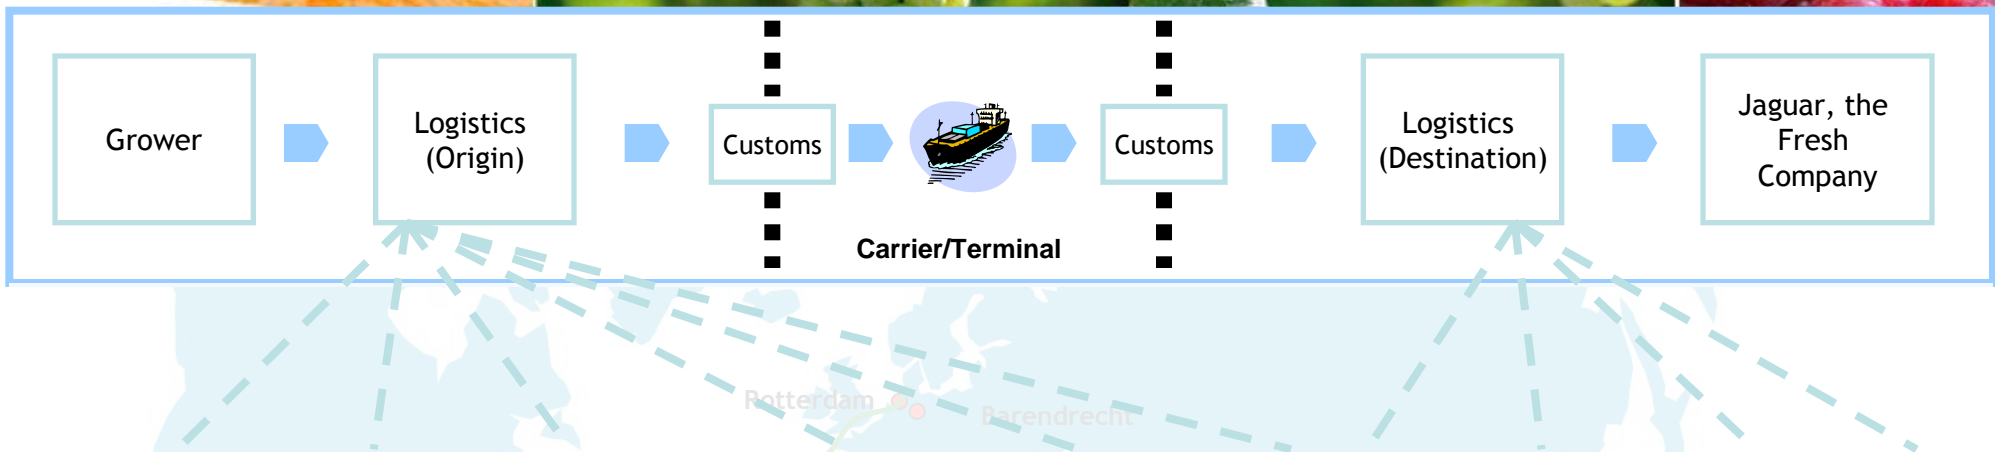 Grower
Logistics
(Origin)
Customs
Carrier/Terminal
Customs
Logistics
(Destination)
Jaguar, the
Fresh
Company
Rotterdam
Barendrecht